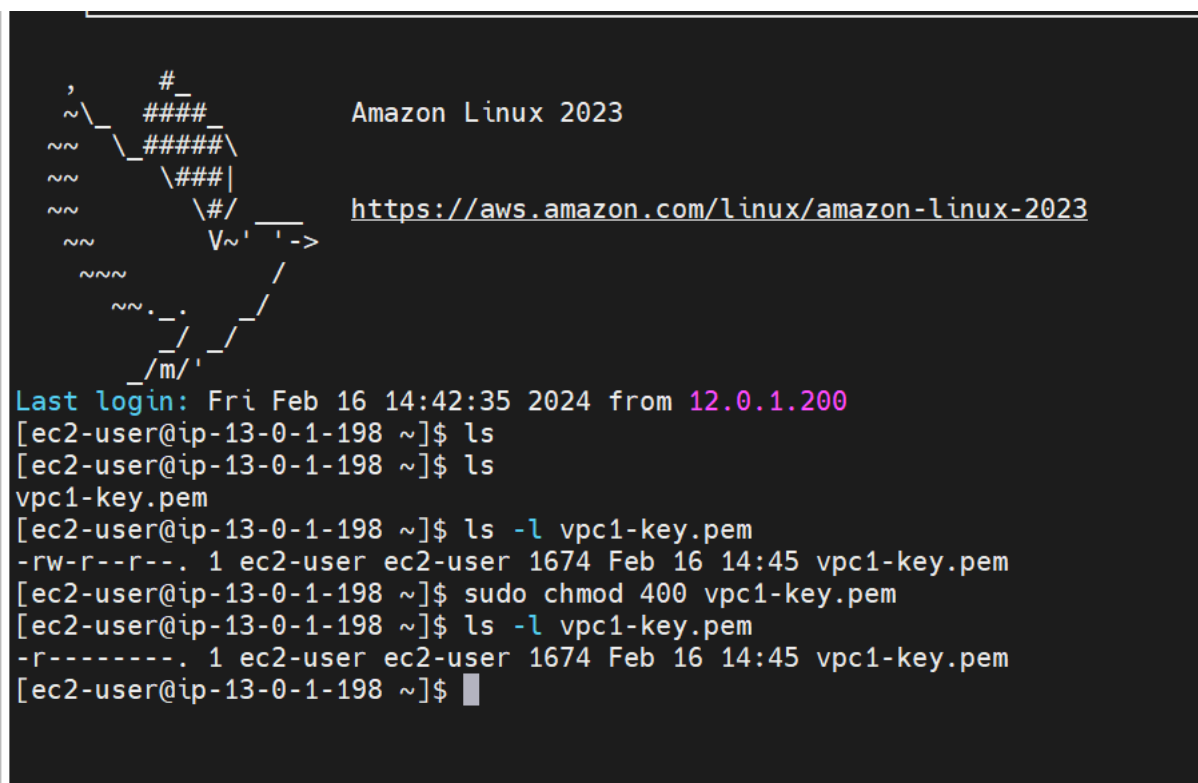 ,     #_
   ~\_  ####_        Amazon Linux 2023
  ~~  \_#####\
  ~~     \###|
  ~~       \#/ ___   https://aws.amazon.com/linux/amazon-linux-2023
   ~~       V~' '->
    ~~~         /
      ~~._.   _/
         _/ _/
       _/m/'
Last login: Fri Feb 16 14:42:35 2024 from 12.0.1.200
[ec2-user@ip-13-0-1-198 ~]$ ls
[ec2-user@ip-13-0-1-198 ~]$ ls
vpc1-key.pem
[ec2-user@ip-13-0-1-198 ~]$ ls -l vpc1-key.pem
-rw-r--r--. 1 ec2-user ec2-user 1674 Feb 16 14:45 vpc1-key.pem
[ec2-user@ip-13-0-1-198 ~]$ sudo chmod 400 vpc1-key.pem
[ec2-user@ip-13-0-1-198 ~]$ ls -l vpc1-key.pem
-r--------. 1 ec2-user ec2-user 1674 Feb 16 14:45 vpc1-key.pem
[ec2-user@ip-13-0-1-198 ~]$